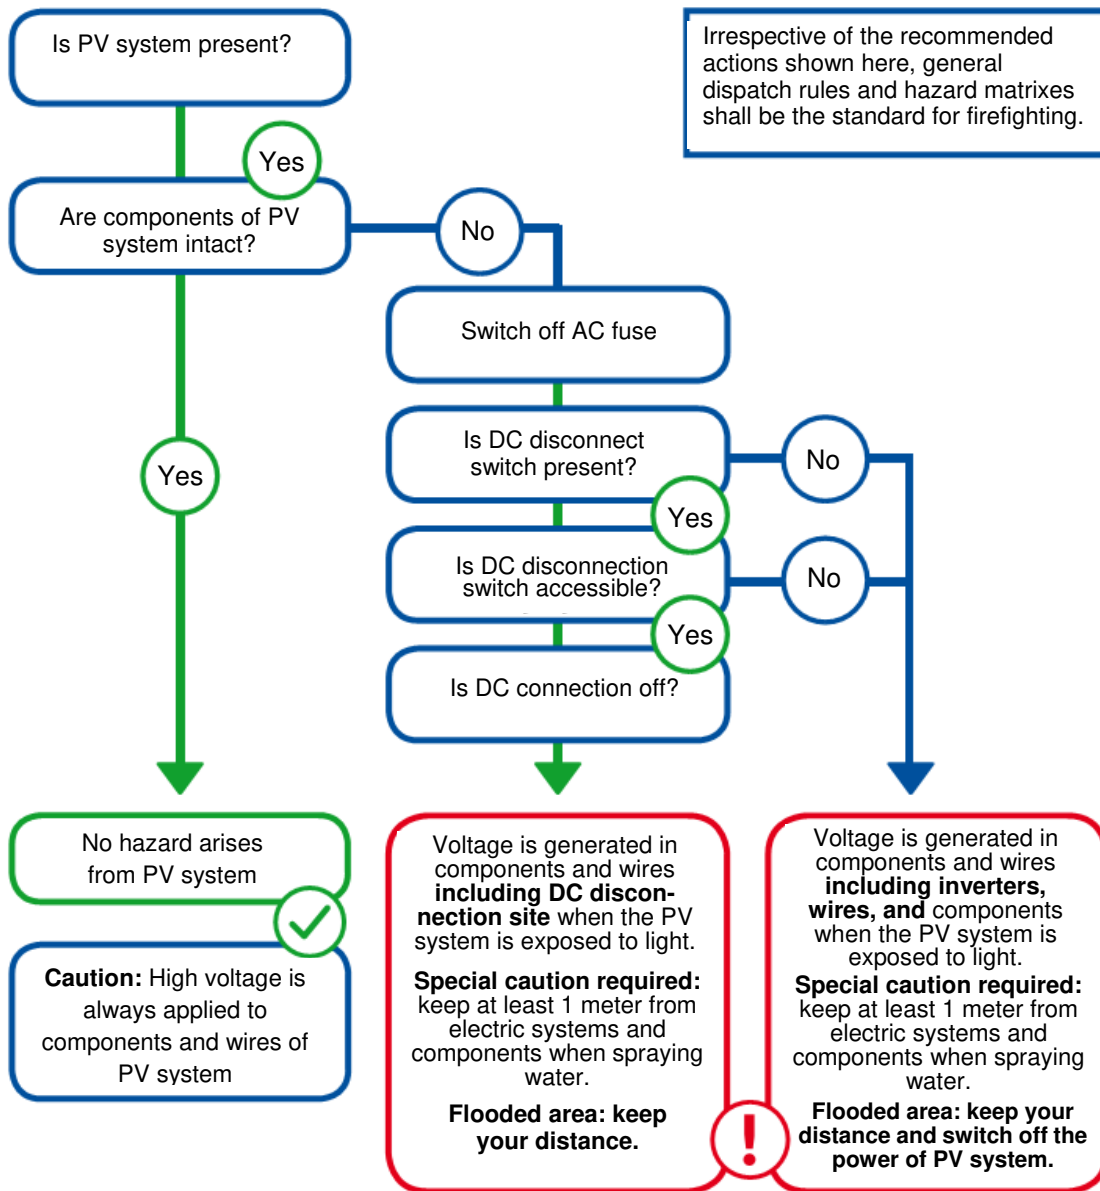 Is PV system present?
Irrespective of the recommended
actions shown here, general
dispatch rules and hazard matrixes
shall be the standard for firefighting.
Yes
Are components of PV
system intact?
No
Switch off AC fuse
Is DC disconnect
switch present?
No
Yes
Yes
Is DC disconnection
switch accessible?
No
Yes
Is DC connection off?
No hazard arises
from PV system
Caution: High voltage is
always applied to
components and wires of
PV system
Voltage is generated in
components and wires
including DC discon-
nection site when the PV
system is exposed to light.
Special caution required:
keep at least 1 meter from
electric systems and
components when spraying
water.
Flooded area: keep
your distance.
Voltage is generated in
components and wires
including inverters,
wires, and components
when the PV system is
exposed to light.
Special caution required:
keep at least 1 meter from
electric systems and
components when spraying
water.
Flooded area: keep your
distance and switch off the
power of PV system.
!